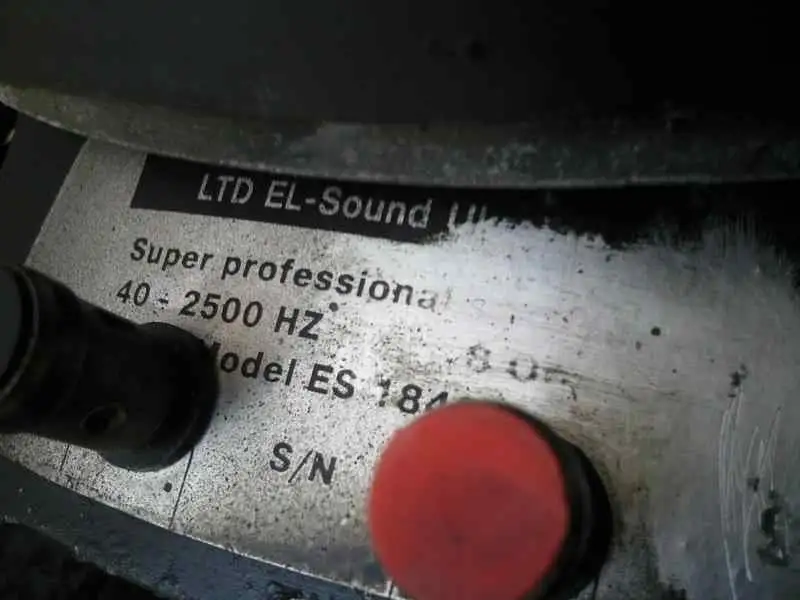 LTD EL-Sound
Super professional
40 - 2500 HZ
Model ES 184
S/N